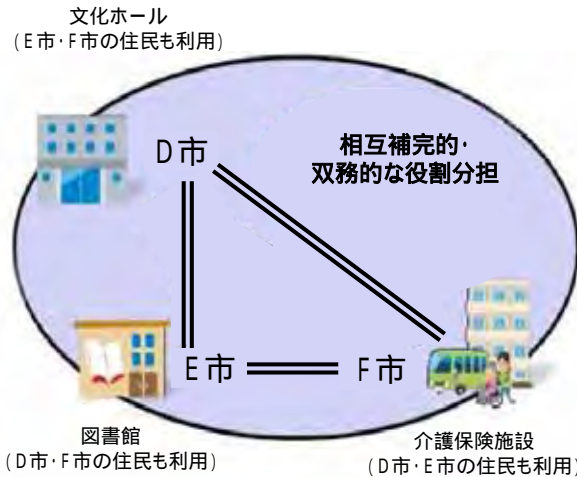 文化ホール
(E市･F市の住民も利用)
D市
相互補完的･
双務的な役割分担
E市
F市
図書館
(D市･F市の住民も利用)
介護保険施設
(D市･E市の住民も利用)